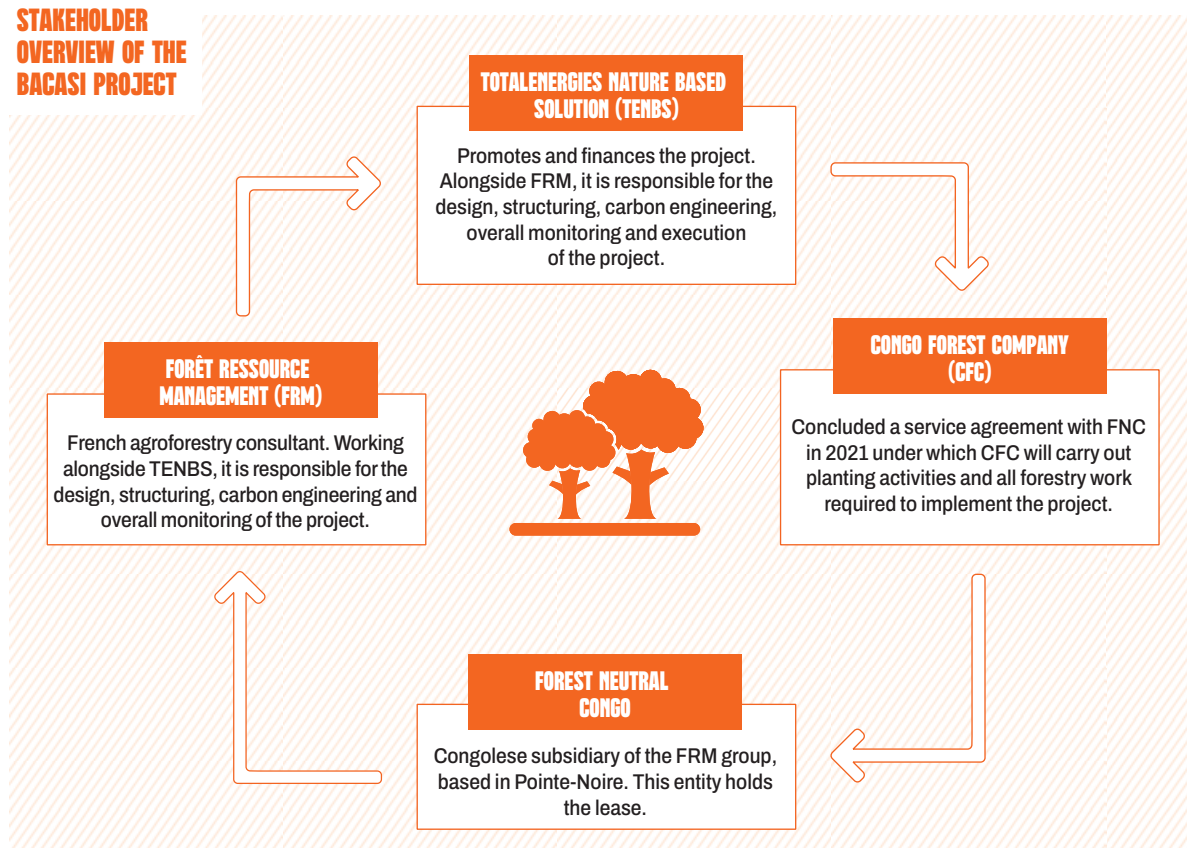 STAKEHOLDER
OVERVIEW OF THE
BACASI PROJECT
TOTALENERGIES NATURE BASED
SOLUTION (TENBS)
Promotes and finances the project.
Alongside FRM, it is responsible for the
design, structuring, carbon engineering,
overall monitoring and execution
of the project.
CONGO FOREST COMPANY
(CFC)
Concluded a service agreement with FNC
in 2021 under which CFC will carry out
planting activities and all forestry work
required to implement the project.
FOREST NEUTRAL
CONGO
Congolese subsidiary of the FRM group,
based in Pointe-Noire. This entity holds
the lease.
FORÊT RESSOURCE
MANAGEMENT (FRM)
French agroforestry consultant. Working
alongside TENBS, it is responsible for the
design, structuring, carbon engineering and
overall monitoring of the project.